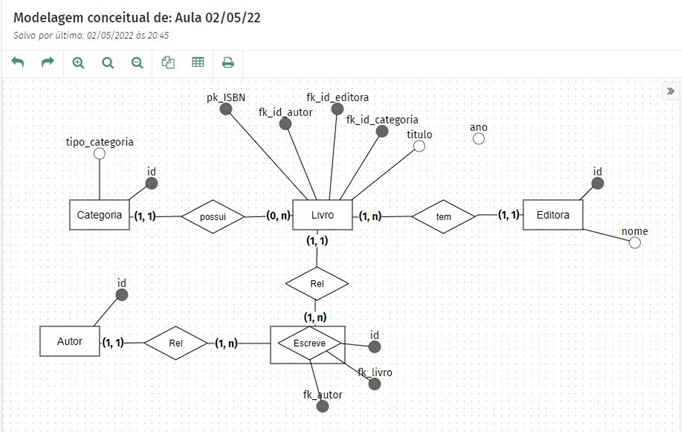 Modelagem conceitual de: Aula 02/05/22
Salvo por último: 02/05/2022 às 20:45
pk_ISBN
fk_id_editora
fk_id_autor
fk_id_categoria
titulo
ano
tipo_categoria
id
id
Categoria
(1, 1)
possui
(0, n)
Livro
(1, n)
tem
(1, 1)
Editora
nome
(1, 1)
Rel
id
(1, n)
Autor
(1, 1)
Rel
(1, n)
Escreve
id
fk_livro
fk_autor